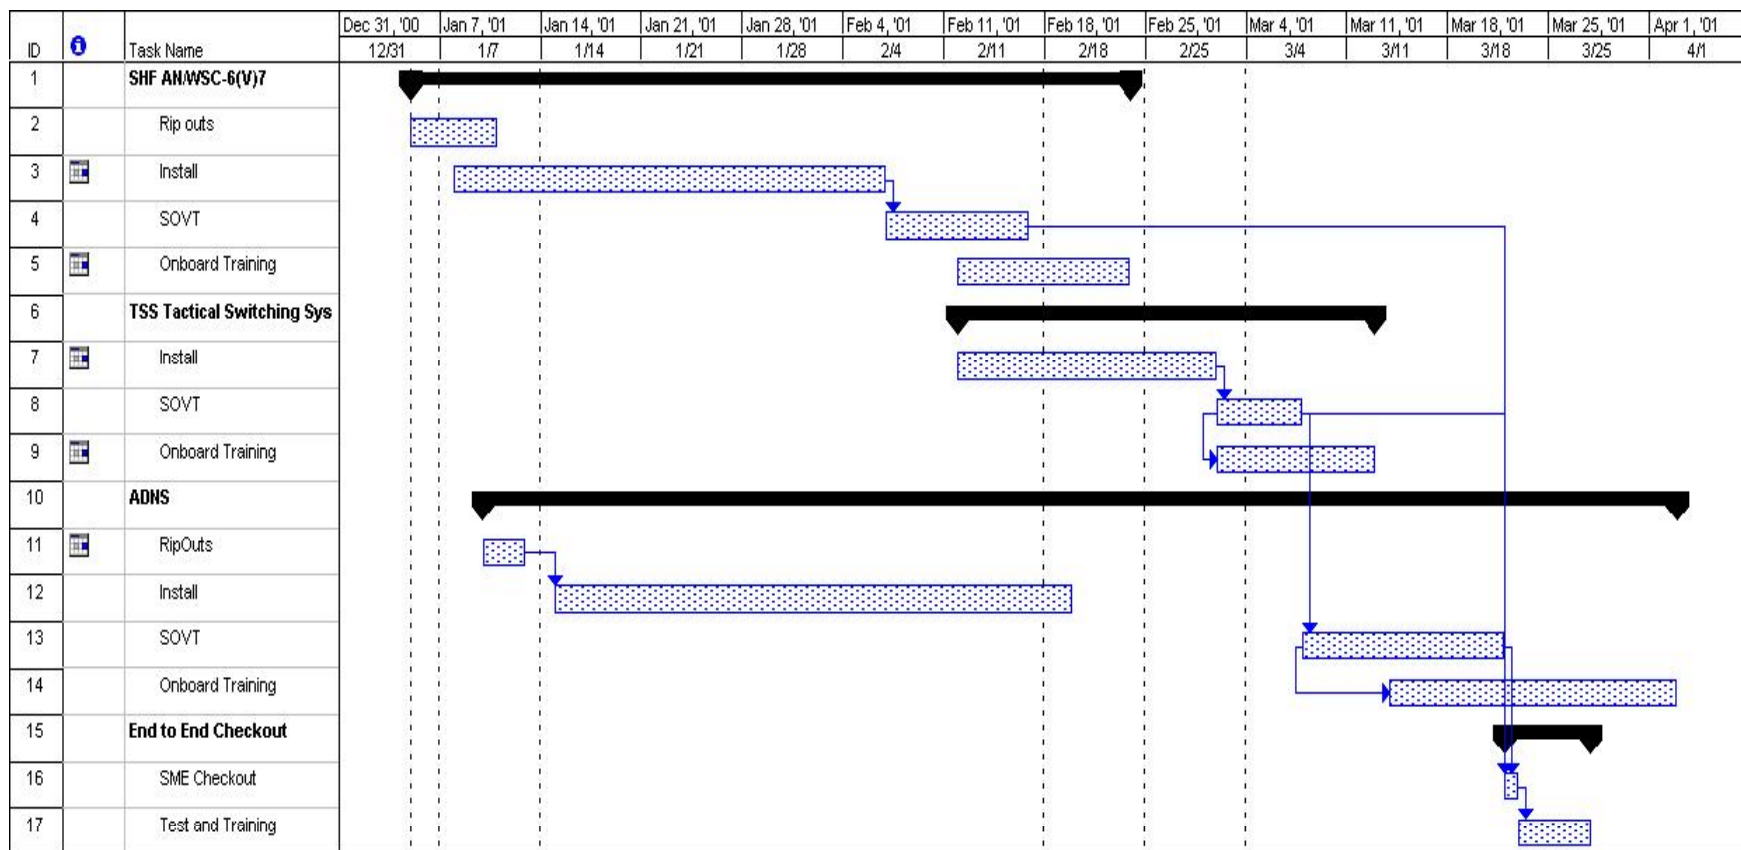 Dec 31, '00 Jan 7, '01 Jan 14, '01 Jan 21, '01 Jan 28, '01 Feb 4, '01 Feb 11, '01 Feb 18, '01 Feb 25, '01 Mar 4, '01 Mar 11, '01 Mar 18, '01 Mar 25, '01 Apr 1, '01
ID i Task Name 12/31 1/7 1/14 1/21 1/28 2/4 2/11 2/18 2/25 3/4 3/11 3/18 3/25 4/1
1 SHF AN/WSC-6(V)7
2 Rip outs
3 Install
4 SOVT
5 Onboard Training
6 TSS Tactical Switching Sys
7 Install
8 SOVT
9 Onboard Training
10 ADNS
11 RipOuts
12 Install
13 SOVT
14 Onboard Training
15 End to End Checkout
16 SME Checkout
17 Test and Training